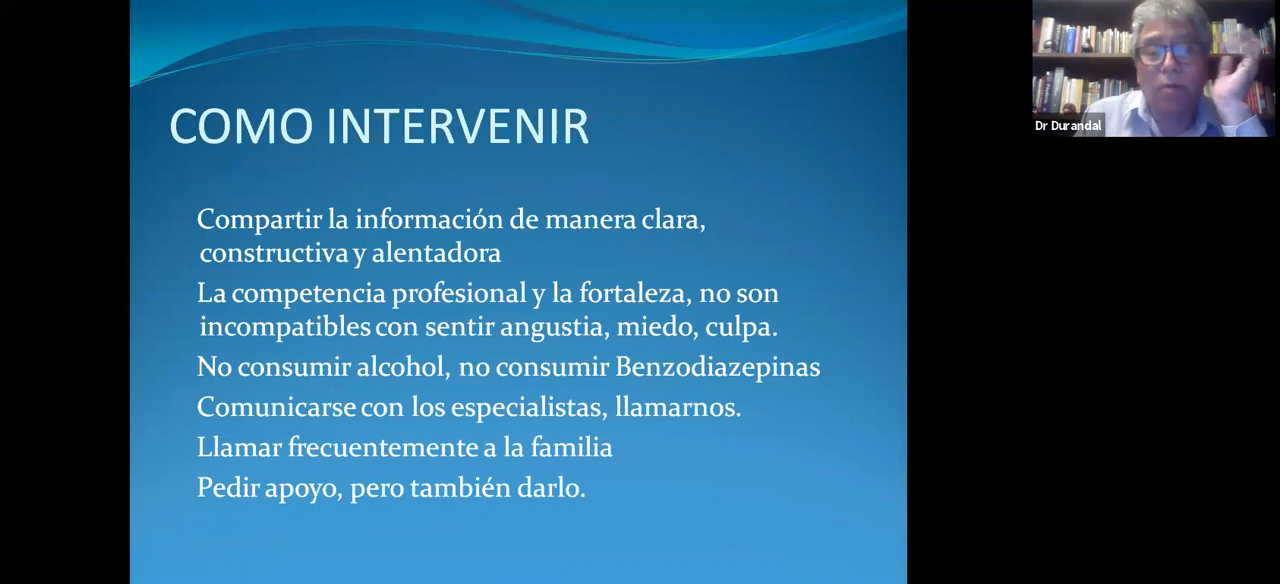 COMO INTERVENIR
Compartir la información de manera clara,
constructiva y alentadora
La competencia profesional y la fortaleza, no son
incompatibles con sentir angustia, miedo, culpa.
No consumir alcohol, no consumir Benzodiazepinas
Comunicarse con los especialistas, llamarnos.
Llamar frecuentemente a la familia
Pedir apoyo, pero también darlo.
Dr Durandal